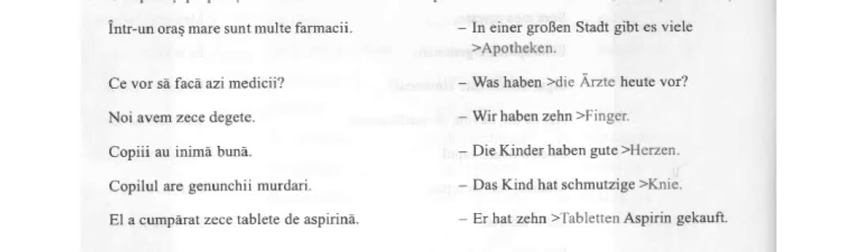 Într-un oraș mare sunt multe farmacii. – In einer großen Stadt gibt es viele
>Apotheken.
Ce vor să facă azi medicii? – Was haben >die Ärzte heute vor?
Noi avem zece degete. – Wir haben zehn >Finger.
Copiii au inimă bună. – Die Kinder haben gute >Herzen.
Copilul are genunchii murdari. – Das Kind hat schmutzige >Knie.
El a cumpărat zece tablete de aspirină. – Er hat zehn >Tabletten Aspirin gekauft.